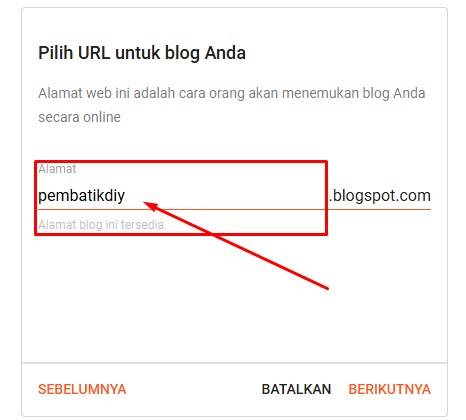 Pilih URL untuk blog Anda
Alamat web ini adalah cara orang akan menemukan blog Anda
secara online
Alamat
pembatikdiy .blogspot.com
Alamat blog ini tersedia.
SEBELUMNYA BATALKAN BERIKUTNYA